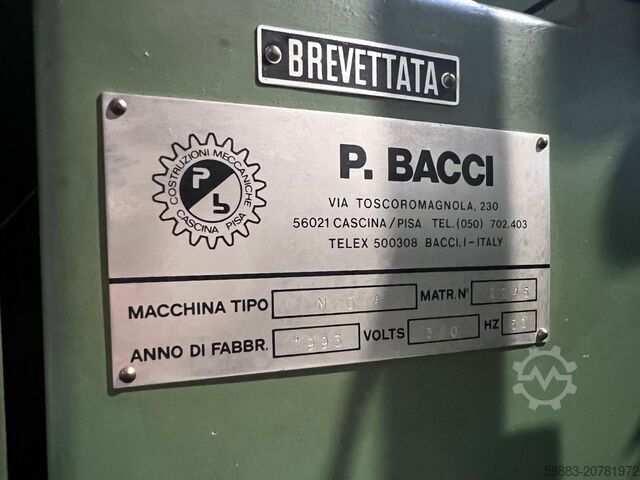 BREVETTATA
COSTRUZIONI MECCANICHE
P b
CASCINA PISA
P. BACCI
VIA TOSCOROMAGNOLA, 230
56021 CASCINA/PISA TEL.(050) 702.403
TELEX 500308 BACCI.I-ITALY
MACCHINA TIPO MATR. N°
ANNO DI FABBR. 1993 VOLTS HZ
59883-20781972